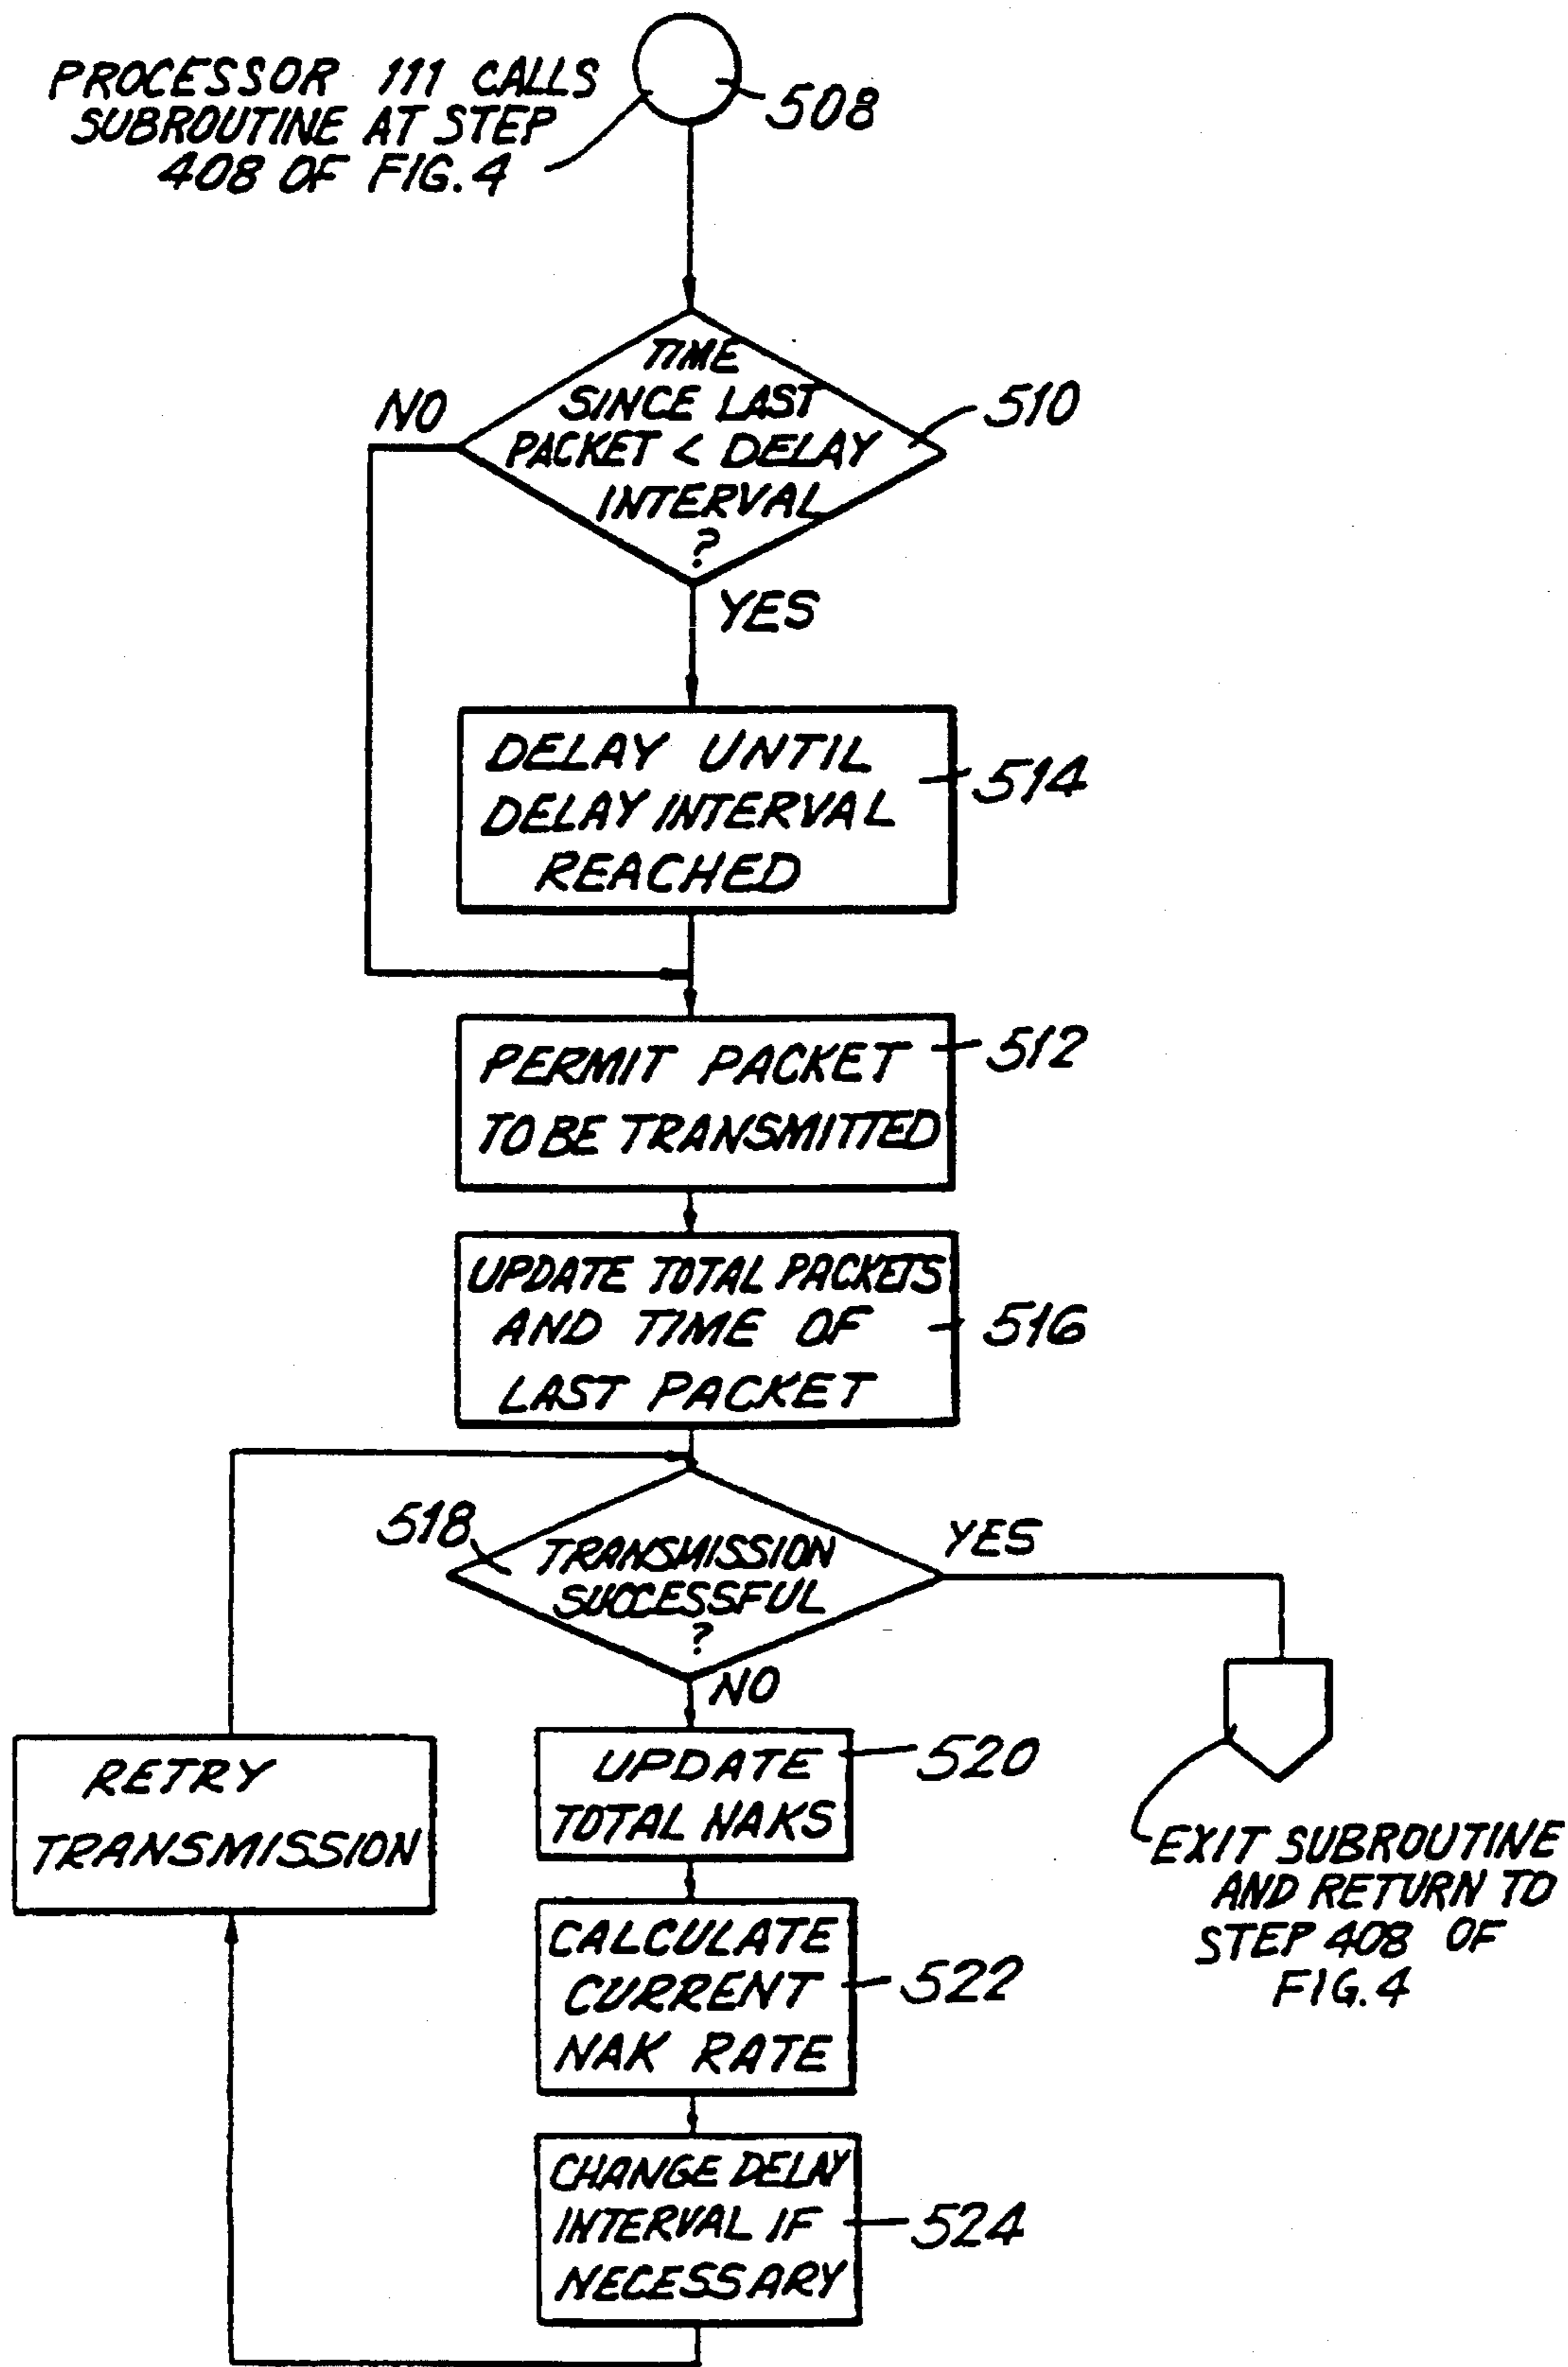 PROCESSOR 111 CALLS
SUBROUTINE AT STEP
408 OF FIG. 4
508
TIME
SINCE LAST
PACKET < DELAY
INTERVAL
?
510
NO
YES
DELAY UNTIL
DELAY INTERVAL
REACHED
514
PERMIT PACKET
TO BE TRANSMITTED
512
UPDATE TOTAL PACKETS
AND TIME OF
LAST PACKET
516
518
TRANSMISSION
SUCCESSFUL
?
YES
NO
RETRY
TRANSMISSION
UPDATE
TOTAL NAKS
520
EXIT SUBROUTINE
AND RETURN TO
STEP 408 OF
FIG. 4
CALCULATE
CURRENT
NAK RATE
522
CHANGE DELAY
INTERVAL IF
NECESSARY
524